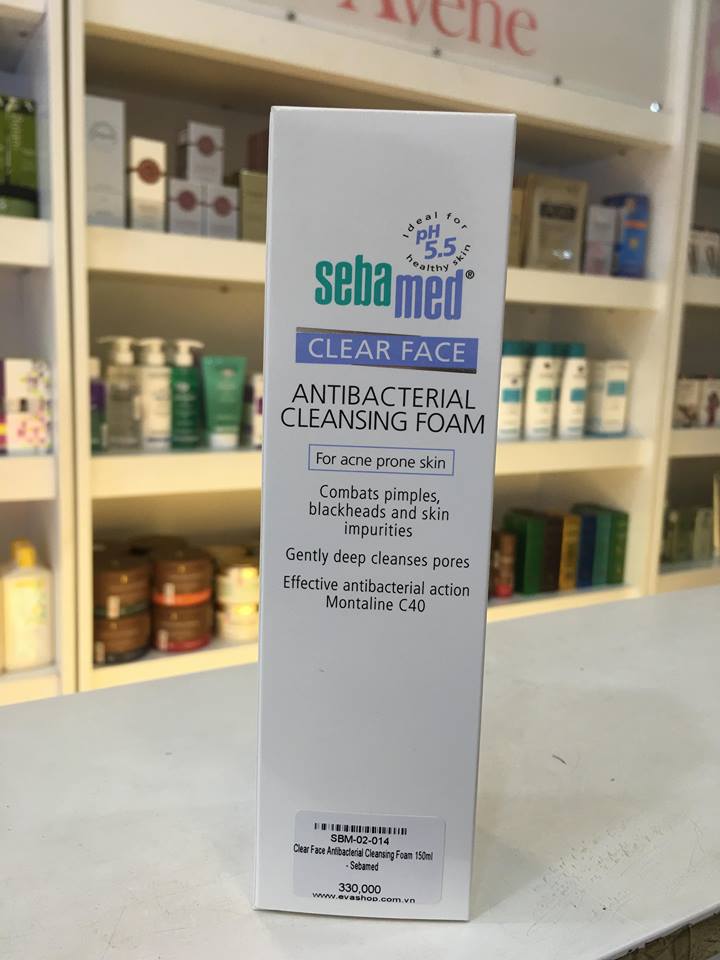 Avène
Ideal for
pH
5.5
healthy skin
sebamed®
CLEAR FACE
ANTIBACTERIAL
CLEANSING FOAM
For acne prone skin
Combats pimples,
blackheads and skin
impurities
Gently deep cleanses pores
Effective antibacterial action
Montaline C40
SBM-02-014
Clear Face Antibacterial Cleansing Foam 150ml
- Sebamed
330,000
www.evashop.com.vn